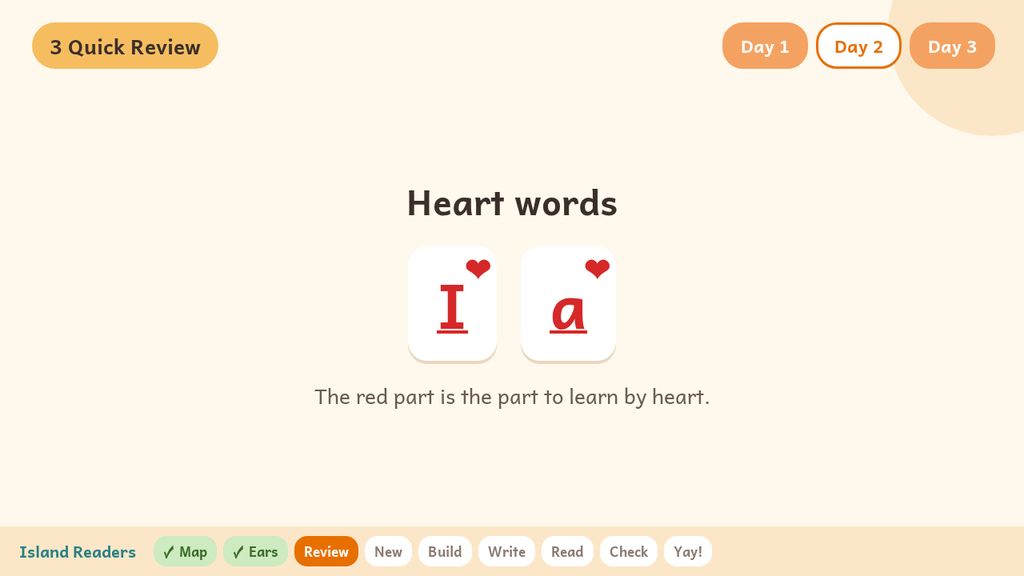 3 Quick Review
Day 1 Day 2 Day 3
Heart words
❤ ❤
I a
The red part is the part to learn by heart.
Island Readers ✓ Map ✓ Ears Review New Build Write Read Check Yay!